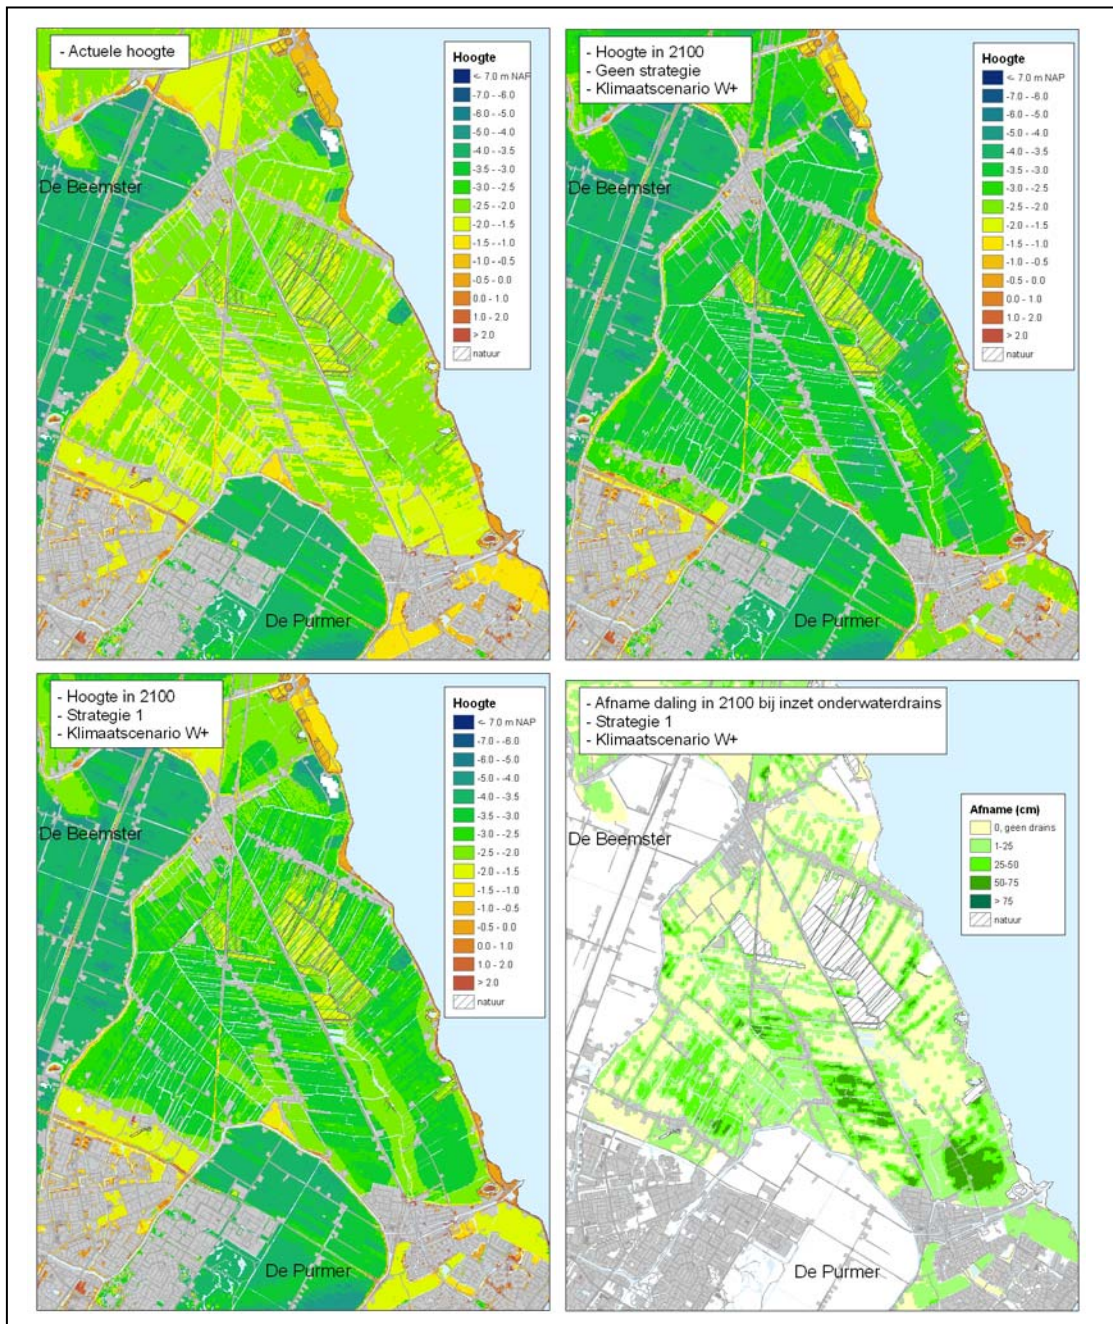 - Actuele hoogte
Hoogte
<- 7.0 m NAP
-7.0 - -6.0
-6.0 - -5.0
-5.0 - -4.0
-4.0 - -3.5
-3.5 - -3.0
-3.0 - -2.5
-2.5 - -2.0
-2.0 - -1.5
-1.5 - -1.0
-1.0 - -0.5
-0.5 - 0.0
0.0 - 1.0
1.0 - 2.0
> 2.0
natuur
De Beemster
De Purmer
- Hoogte in 2100
- Geen strategie
- Klimaatscenario W+
Hoogte
<- 7.0 m NAP
-7.0 - -6.0
-6.0 - -5.0
-5.0 - -4.0
-4.0 - -3.5
-3.5 - -3.0
-3.0 - -2.5
-2.5 - -2.0
-2.0 - -1.5
-1.5 - -1.0
-1.0 - -0.5
-0.5 - 0.0
0.0 - 1.0
1.0 - 2.0
> 2.0
natuur
De Beemster
De Purmer
- Hoogte in 2100
- Strategie 1
- Klimaatscenario W+
Hoogte
<- 7.0 m NAP
-7.0 - -6.0
-6.0 - -5.0
-5.0 - -4.0
-4.0 - -3.5
-3.5 - -3.0
-3.0 - -2.5
-2.5 - -2.0
-2.0 - -1.5
-1.5 - -1.0
-1.0 - -0.5
-0.5 - 0.0
0.0 - 1.0
1.0 - 2.0
> 2.0
natuur
De Beemster
De Purmer
- Afname daling in 2100 bij inzet onderwaterdrains
- Strategie 1
- Klimaatscenario W+
Afname (cm)
0, geen drains
1-25
25-50
50-75
> 75
natuur
De Beemster
De Purmer